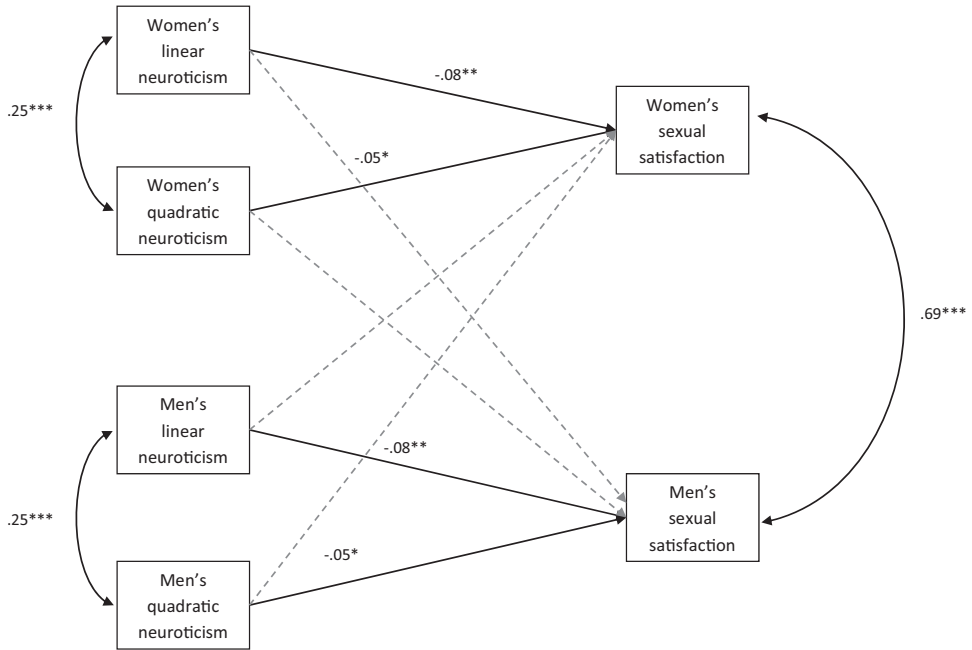 Women’s
linear
neuroticism
.25***
-.08**
Women’s
sexual
satisfaction
-.05*
Women’s
quadratic
neuroticism
.69***
Men’s
linear
neuroticism
-.08**
.25***
Men’s
sexual
satisfaction
-.05*
Men’s
quadratic
neuroticism